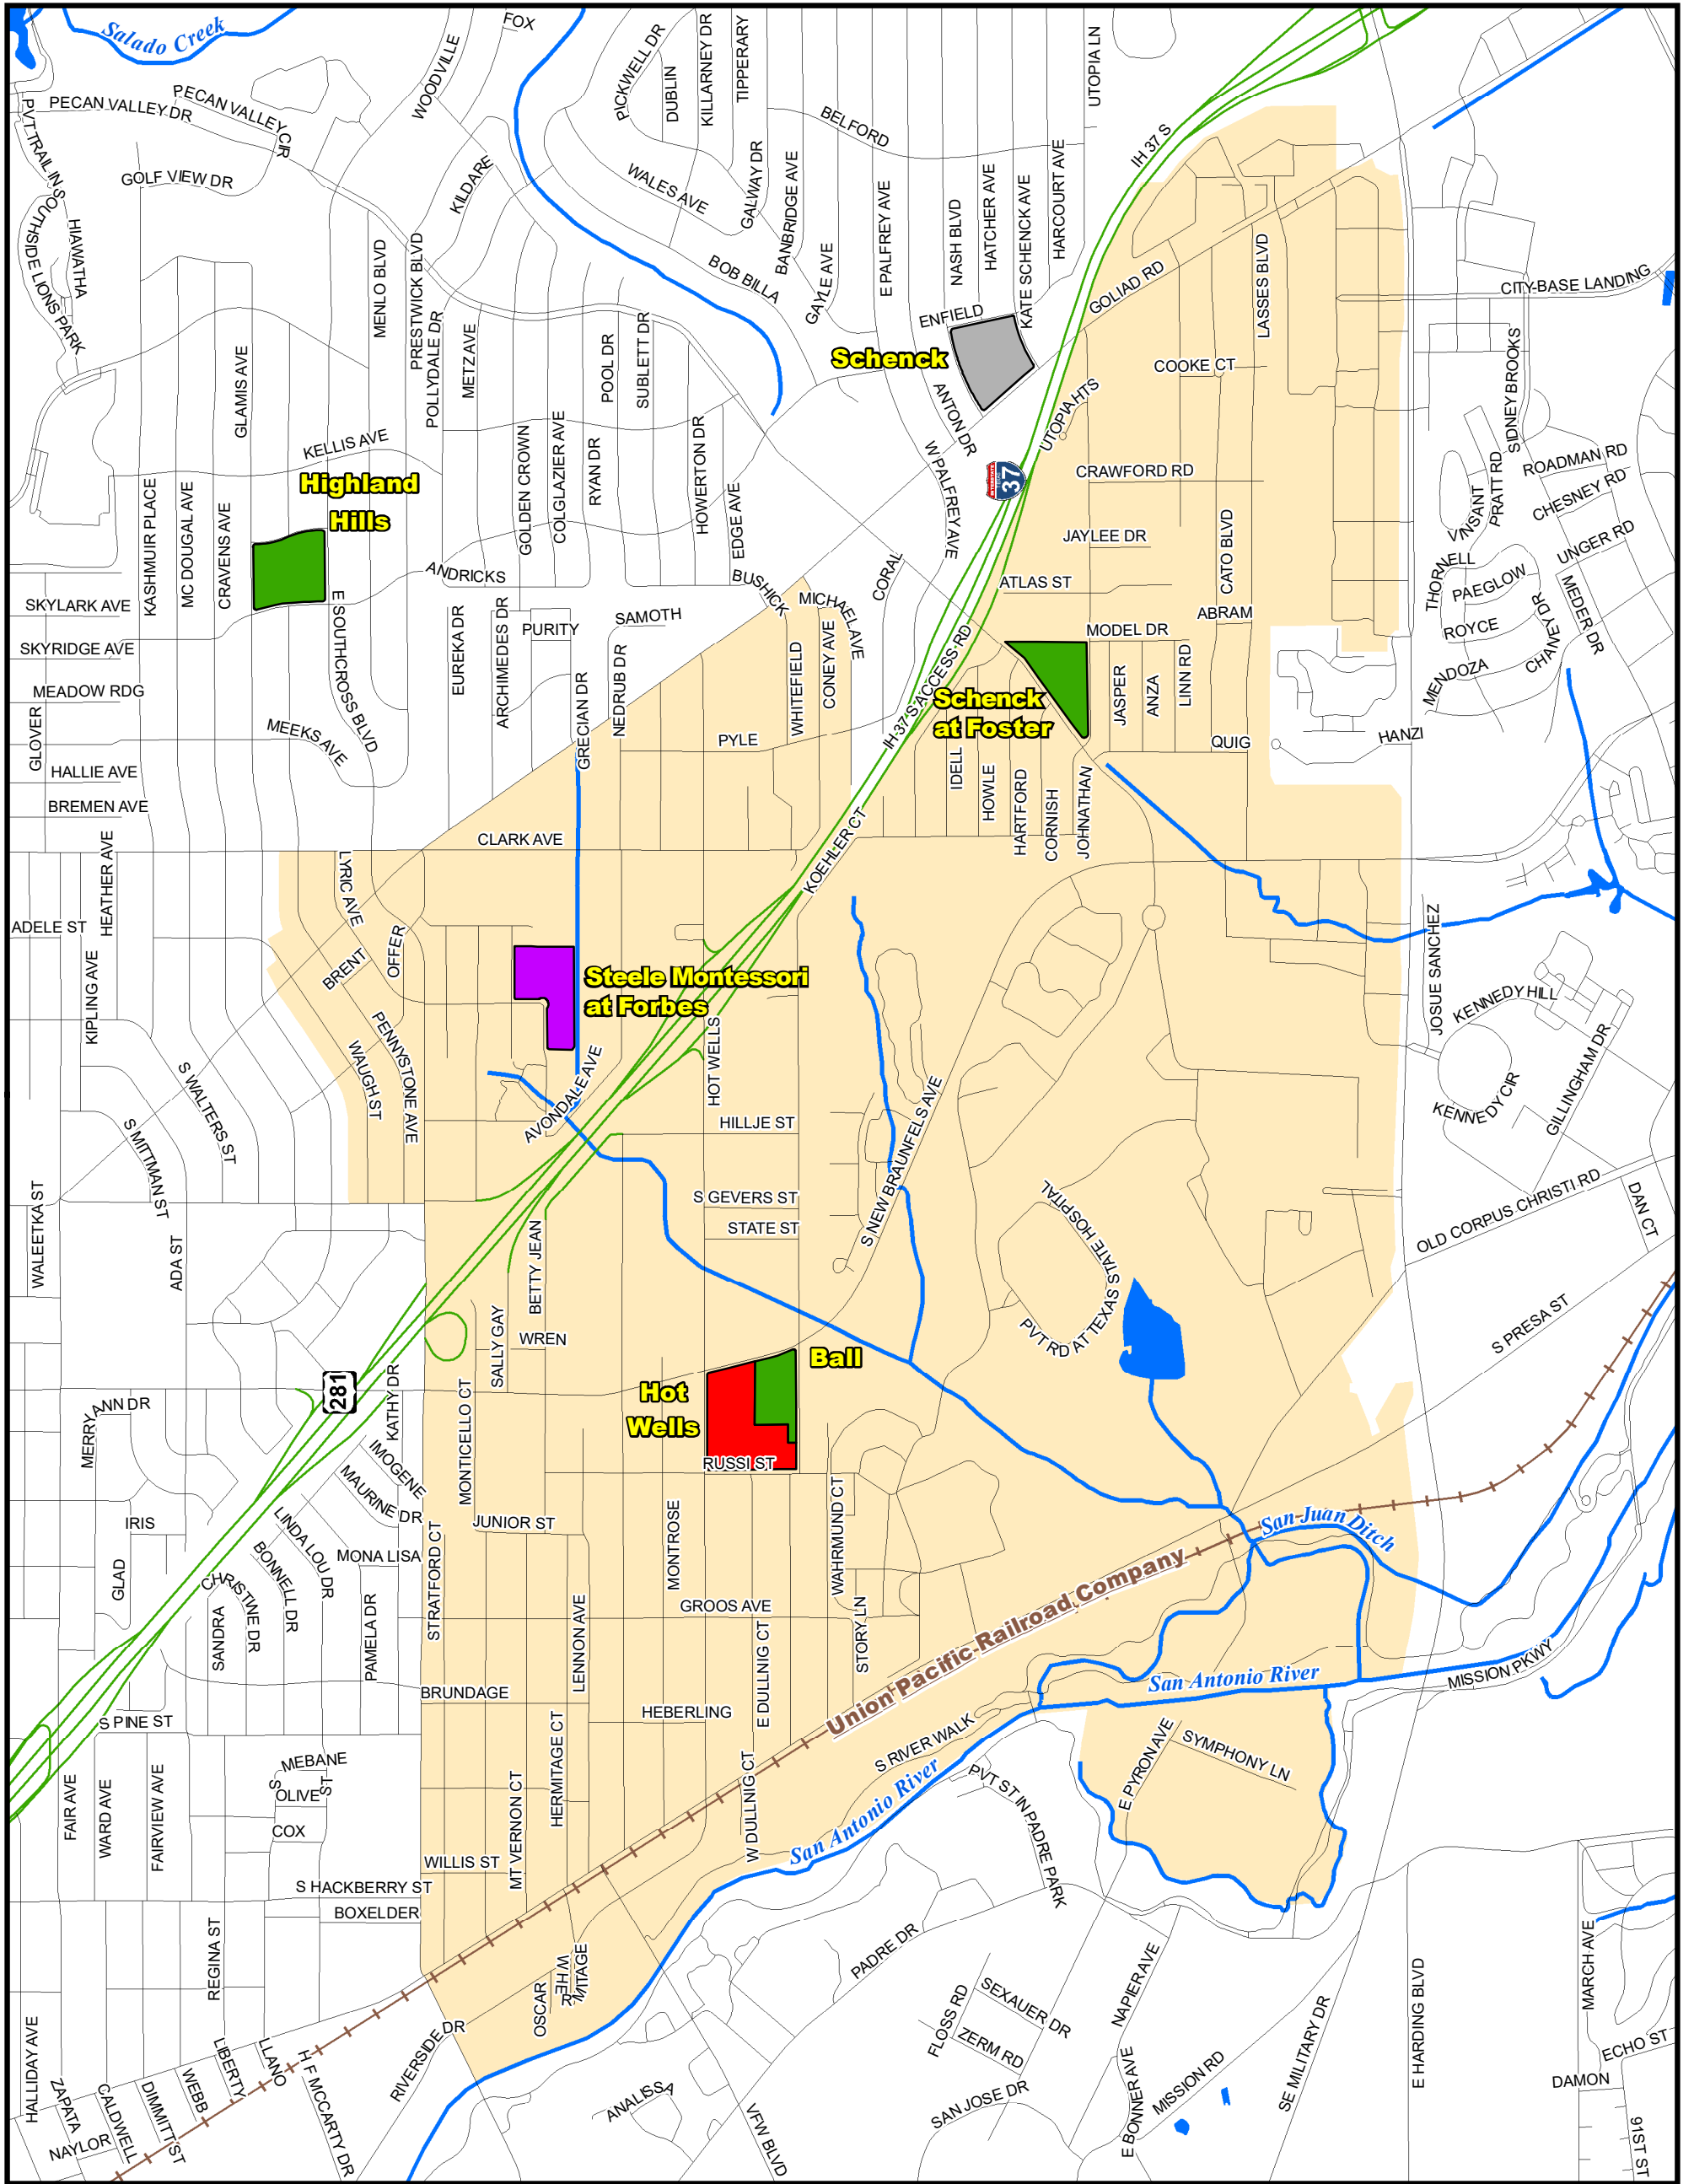 Salado Creek
FOX
WOODVILLE
PICKWELL DR
DUBLIN
KILLARNEY DR
TIPPERARY
UTOPIA LN
PECAN VALLEY DR
PECAN VALLEY CIR
PVT TRAIL IN SOUTHSIDE LIONS PARK
GOLF VIEW DR
KILDARE
WALES AVE
GALWAY DR
BANBRIDGE AVE
BELFORD
E PALFREY AVE
NASH BLVD
HATCHER AVE
KATE SCHENCK AVE
HARCOURT AVE
IH 37 S
HIAWATHA
MENLO BLVD
PRESTWICK BLVD
BOB BILLA
GAYLE AVE
GOLIAD RD
LASSES BLVD
CITY-BASE LANDING
ENFIELD
POLLYDALE DR
METZ AVE
POOL DR
SUBLETT DR
GLAMIS AVE
Schenck
COOKE CT
SIDNEY BROOKS
ANTON DR
UTOPIA HTS
KELLIS AVE
GOLDEN CROWN
COLGLAZIER AVE
RYAN DR
HOWERTON DR
W PALFREY AVE
INTERSTATE
37
CRAWFORD RD
ROADMAN RD
CHESNEY RD
PRATT RD
VINSANT
UNGER RD
Highland
Hills
KASHMUIR PLACE
MC DOUGAL AVE
CRAVENS AVE
EDGE AVE
JAYLEE DR
CATO BLVD
ANDRICKS
BUSHICK
CORAL
ATLAS ST
THORNELL
PAEGLOW
MEDER DR
SKYLARK AVE
E SOUTHCROSS BLVD
EUREKA DR
ARCHIMEDES DR
PURITY
SAMOTH
MICHAEL AVE
ABRAM
MODEL DR
ROYCE
CHANEY DR
SKYRIDGE AVE
NEDRUB DR
WHITEFIELD
CONEY AVE
IH 37 S ACCESS RD
Schenck
at Foster
JASPER
ANZA
LINN RD
MENDOZA
MEADOW RDG
GLOVER
MEEKS AVE
GRECIAN DR
PYLE
QUIG
HANZI
HALLIE AVE
BREMEN AVE
IDELL
HOWLE
HARTFORD
CORNISH
JOHNATHAN
CLARK AVE
KOEHLER CT
HEATHER AVE
LYRIC AVE
ADELE ST
KIPLING AVE
BRENT
OFFER
Steele Montessori
at Forbes
JOSUE SANCHEZ
KENNEDY HILL
KENNEDY CIR
GILLINGHAM DR
S WALTERS ST
WAUGH ST
PENNYSTONE AVE
AVONDALE AVE
HOT WELLS
HILLJE ST
S MITTMAN ST
S NEW BRAUNFELS AVE
WALEETKA ST
ADA ST
S GEVERS ST
STATE ST
BETTY JEAN
PVT RD AT TEXAS STATE HOSPITAL
OLD CORPUS CHRISTI RD
DAN CT
S PRESA ST
SALLY GAY
WREN
Ball
281
KATHY DR
MONTICELLO CT
Hot
Wells
MERRY ANN DR
IMOGENE
MAURINE DR
RUSSI ST
WAHRMUND CT
IRIS
LINDA LOU DR
JUNIOR ST
MONTROSE
San Juan Ditch
GLAD
CHRISTINE DR
BONNELL DR
MONA LISA
STRATFORD CT
Union Pacific Railroad Company
SANDRA
PAMELA DR
LENNON AVE
GROOS AVE
E DULLNIG CT
STORY LN
San Antonio River
MISSION PKWY
BRUNDAGE
S PINE ST
HEBERLING
HERMITAGE CT
S RIVER WALK
E PYRON AVE
SYMPHONY LN
MEBANE
S OLIVE ST
FAIR AVE
WARD AVE
FAIRVIEW AVE
COX
MT VERNON CT
W DULLNIG CT
San Antonio River
PVT ST IN PADRE PARK
WILLIS ST
S HACKBERRY ST
BOXELDER
REGINA ST
PADRE DR
W HERMITAGE
OSCAR
FLOSS RD
SEXAUER DR
ZERM RD
NAPIER AVE
SE MILITARY DR
E HARDING BLVD
MARCH AVE
HALLIDAY AVE
ZAPATA
CALDWELL
DIMMITT ST
WEBB
LIBERTY
LLANO
H F MCCARTY DR
RIVERSIDE DR
ANALISSA
SAN JOSE DR
E BONNER AVE
MISSION RD
ECHO ST
DAMON
NAYLOR
VFW BLVD
91ST ST